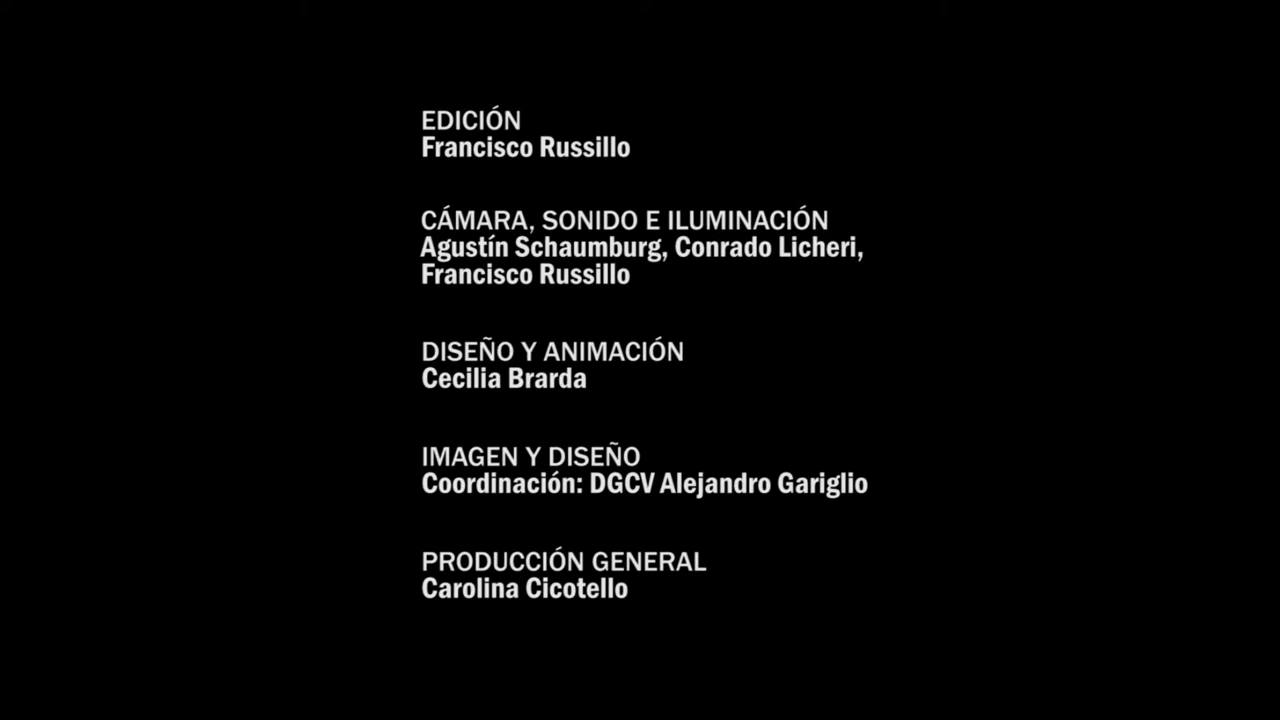 EDICIÓN
Francisco Russillo
CÁMARA, SONIDO E ILUMINACIÓN
Agustín Schaumburg, Conrado Licheri,
Francisco Russillo
DISEÑO Y ANIMACIÓN
Cecilia Brarda
IMAGEN Y DISEÑO
Coordinación: DGCV Alejandro Gariglio
PRODUCCIÓN GENERAL
Carolina Cicotello